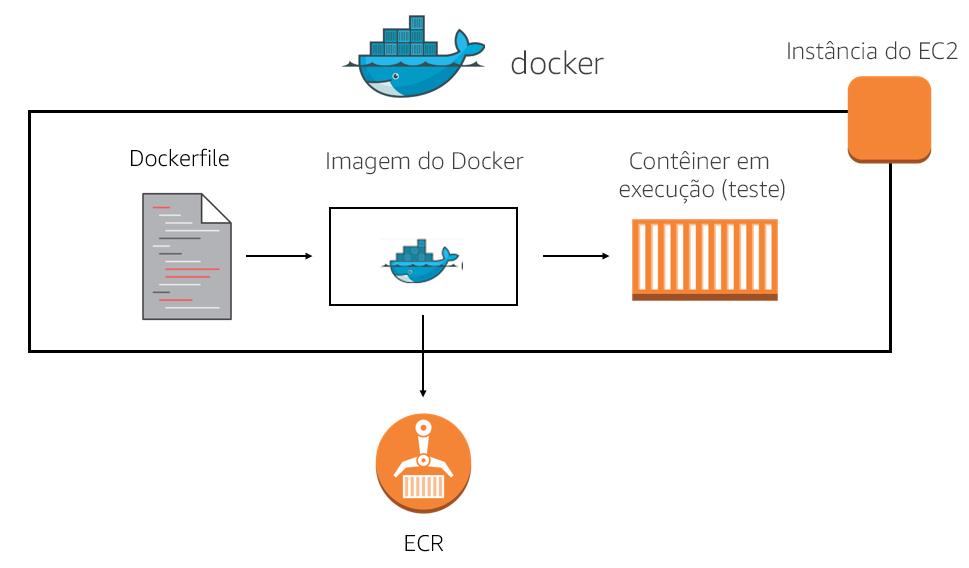 docker
Instância do EC2
Dockerfile
Imagem do Docker
Contêiner em
execução (teste)
ECR